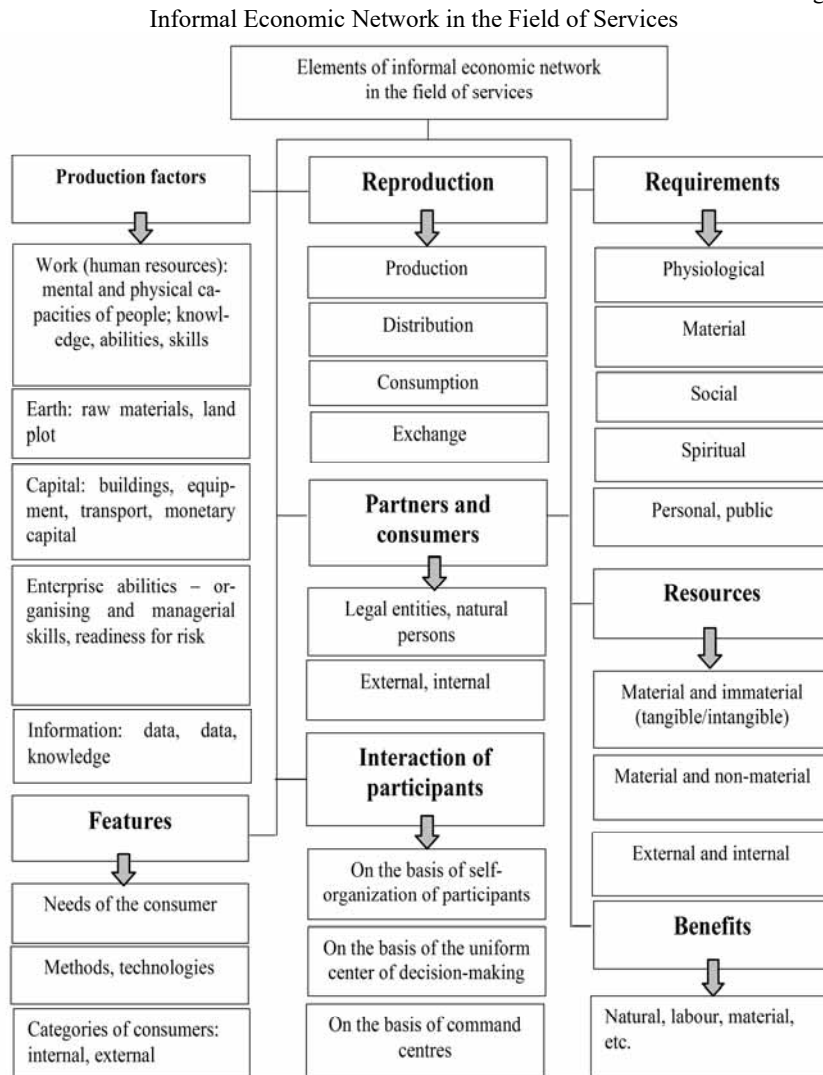 Informal Economic Network in the Field of Services
Elements of informal economic network
in the field of services
Production factors
Work (human resources):
mental and physical ca-
pacities of people; knowl-
edge, abilities, skills
Earth: raw materials, land
plot
Capital: buildings, equip-
ment, transport, monetary
capital
Enterprise abilities – or-
ganising and managerial
skills, readiness for risk
Information: data, data,
knowledge
Features
Needs of the consumer
Methods, technologies
Categories of consumers:
internal, external
Reproduction
Production
Distribution
Consumption
Exchange
Partners and
consumers
Legal entities, natural
persons
External, internal
Interaction of
participants
On the basis of self-
organization of participants
On the basis of the uniform
center of decision-making
On the basis of command
centres
Requirements
Physiological
Material
Social
Spiritual
Personal, public
Resources
Material and immaterial
(tangible/intangible)
Material and non-material
External and internal
Benefits
Natural, labour, material,
etc.